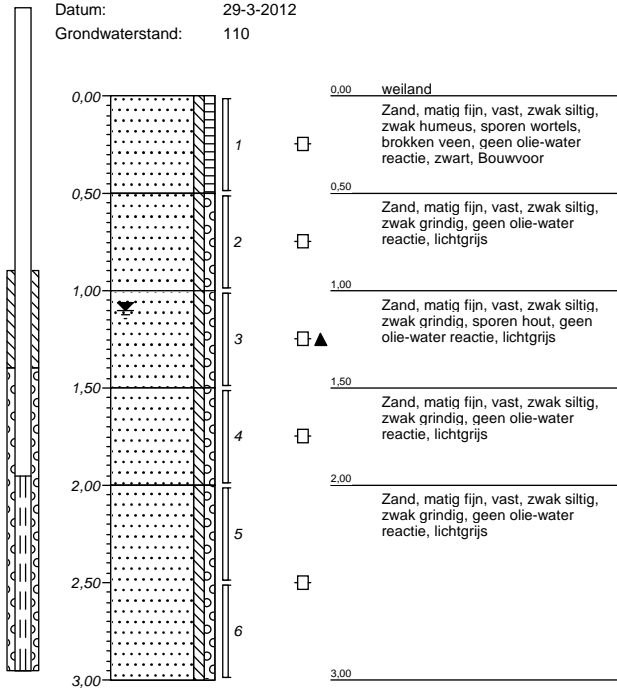 Datum: 29-3-2012
Grondwaterstand: 110
0,00
0,50
1,00
1,50
2,00
2,50
3,00
1
2
3
4
5
6
0,00 weiland
Zand, matig fijn, vast, zwak siltig,
zwak humeus, sporen wortels,
brokken veen, geen olie-water
reactie, zwart, Bouwvoor
0,50
Zand, matig fijn, vast, zwak siltig,
zwak grindig, geen olie-water
reactie, lichtgrijs
1,00
Zand, matig fijn, vast, zwak siltig,
zwak grindig, sporen hout, geen
olie-water reactie, lichtgrijs
1,50
Zand, matig fijn, vast, zwak siltig,
zwak grindig, geen olie-water
reactie, lichtgrijs
2,00
Zand, matig fijn, vast, zwak siltig,
zwak grindig, geen olie-water
reactie, lichtgrijs
3,00